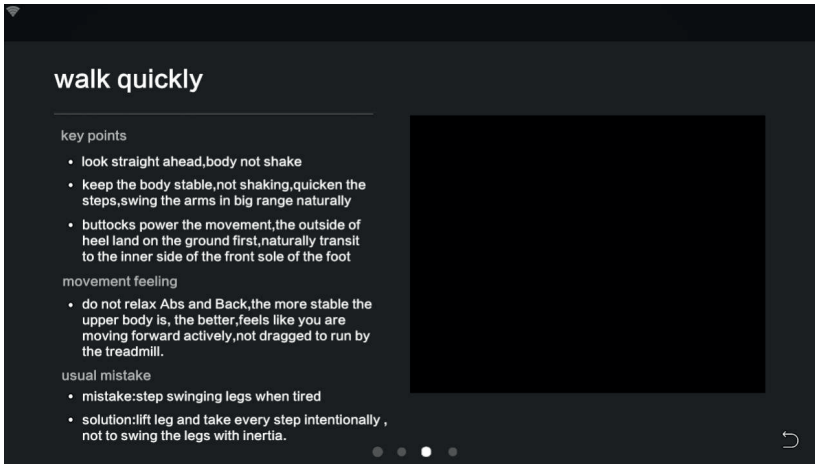 walk quickly
key points
• look straight ahead,body not shake
• keep the body stable,not shaking,quicken the
steps,swing the arms in big range naturally
• buttocks power the movement,the outside of
heel land on the ground first,naturally transit
to the inner side of the front sole of the foot
movement feeling
• do not relax Abs and Back,the more stable the
upper body is, the better,feels like you are
moving forward actively,not dragged to run by
the treadmill.
usual mistake
• mistake:step swinging legs when tired
• solution:lift leg and take every step intentionally ,
not to swing the legs with inertia.